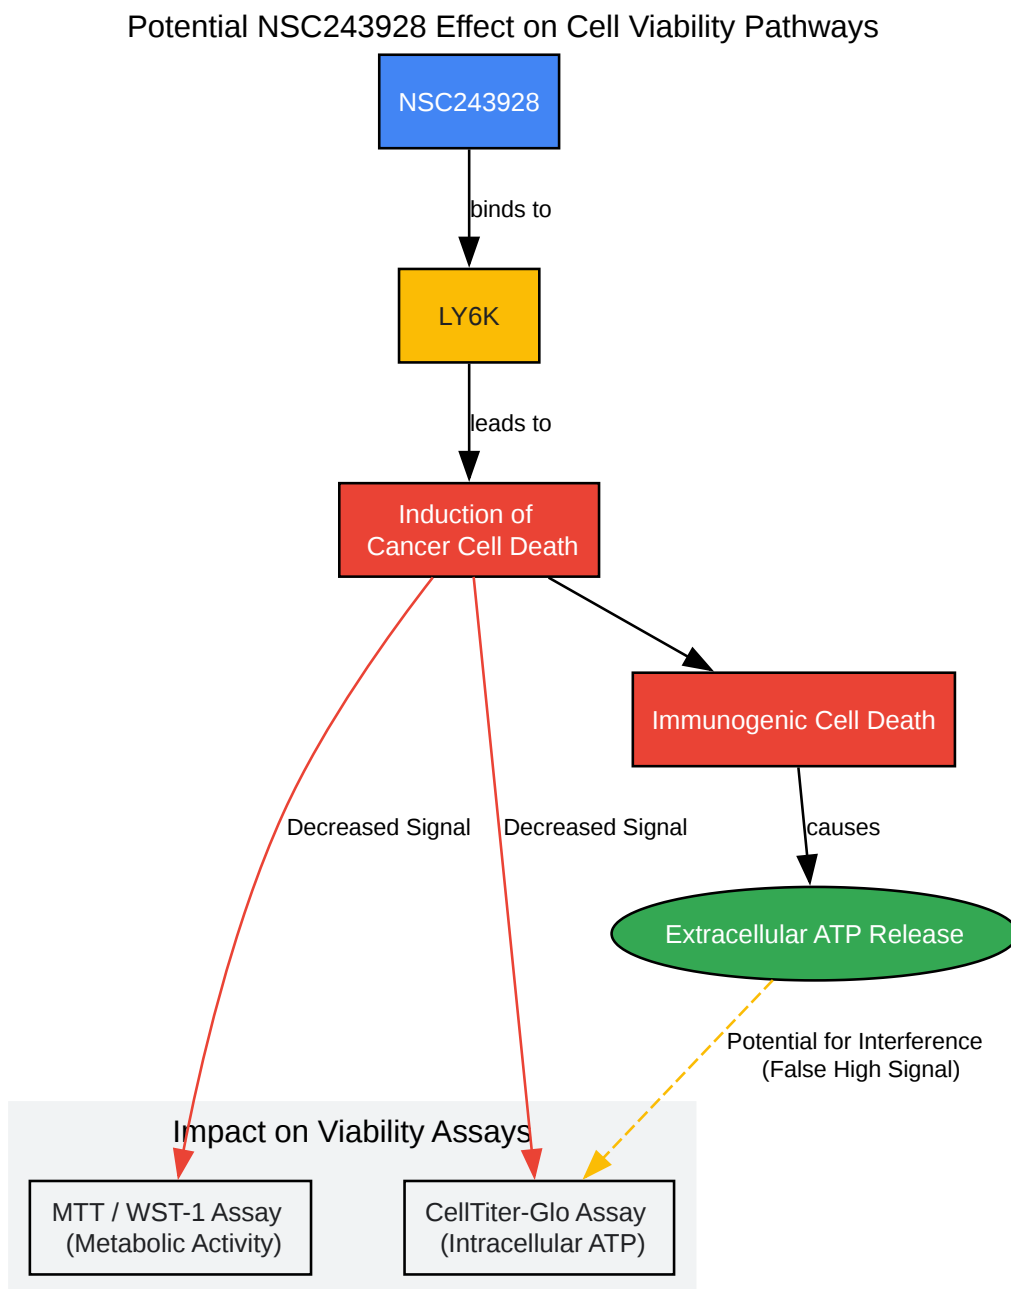 Potential NSC243928 Effect on Cell Viability Pathways
NSC243928
binds to
LY6K
leads to
Induction of
Cancer Cell Death
Immunogenic Cell Death
Decreased Signal
Decreased Signal
causes
Extracellular ATP Release
Potential for Interference
(False High Signal)
Impact on Viability Assays
MTT / WST-1 Assay
(Metabolic Activity)
CellTiter-Glo Assay
(Intracellular ATP)